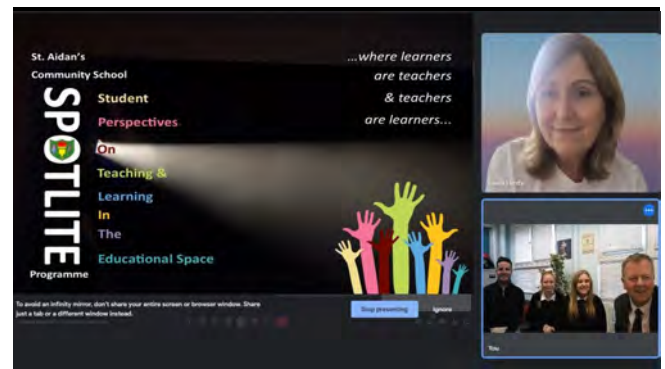 St. Aidan's
Community School
SPOTLITE
Programme
Student
Perspectives
On
Teaching &
Learning
In
The
Educational Space
...where learners
are teachers
& teachers
are learners...
To avoid an infinity mirror, don't share your entire screen or browser window. Share
just a tab or a different window instead.
Stop presenting
Ignore
You